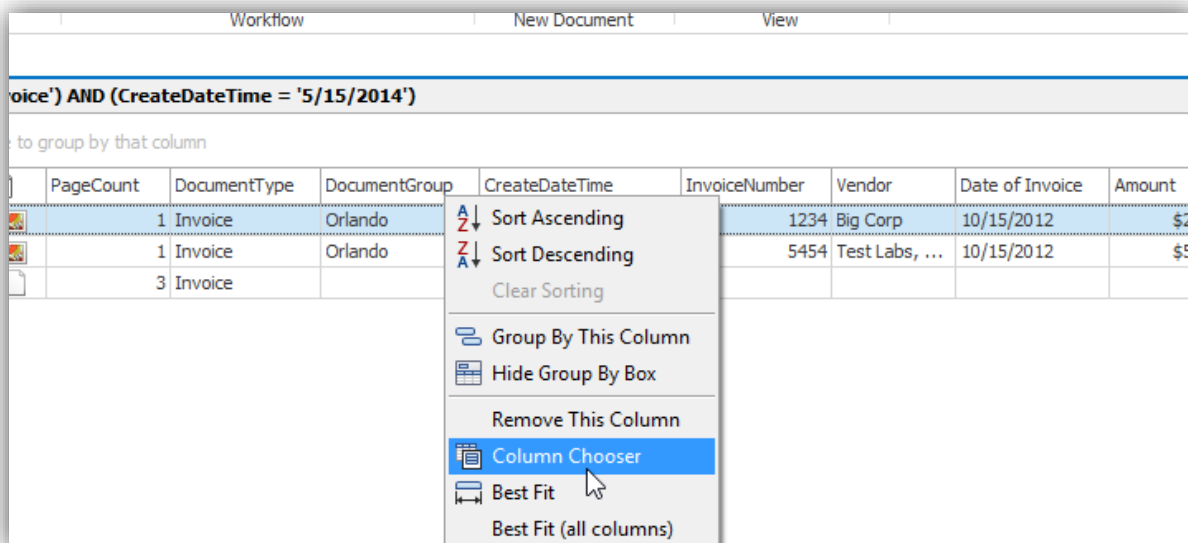 Workflow New Document View
oice') AND (CreateDateTime = '5/15/2014')
to group by that column
PageCount DocumentType DocumentGroup CreateDateTime InvoiceNumber Vendor Date of Invoice Amount
1 Invoice Orlando 1234 Big Corp 10/15/2012 $2
1 Invoice Orlando 5454 Test Labs, ... 10/15/2012 $5
3 Invoice
Sort Ascending
Sort Descending
Clear Sorting
Group By This Column
Hide Group By Box
Remove This Column
Column Chooser
Best Fit
Best Fit (all columns)